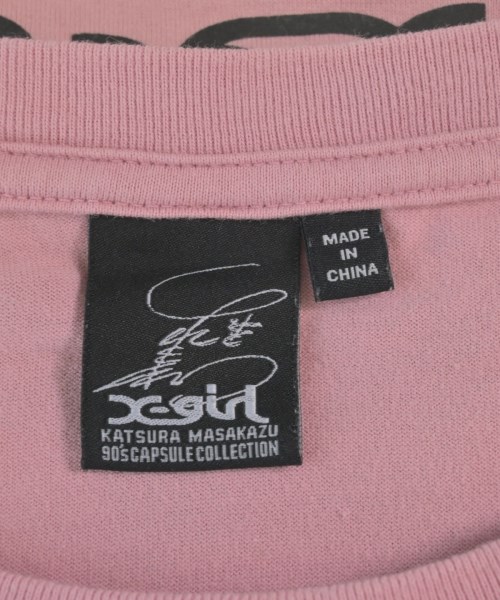 MADE
IN
CHINA
X-girl
KATSURA MASAKAZU
90's CAPSULE COLLECTION